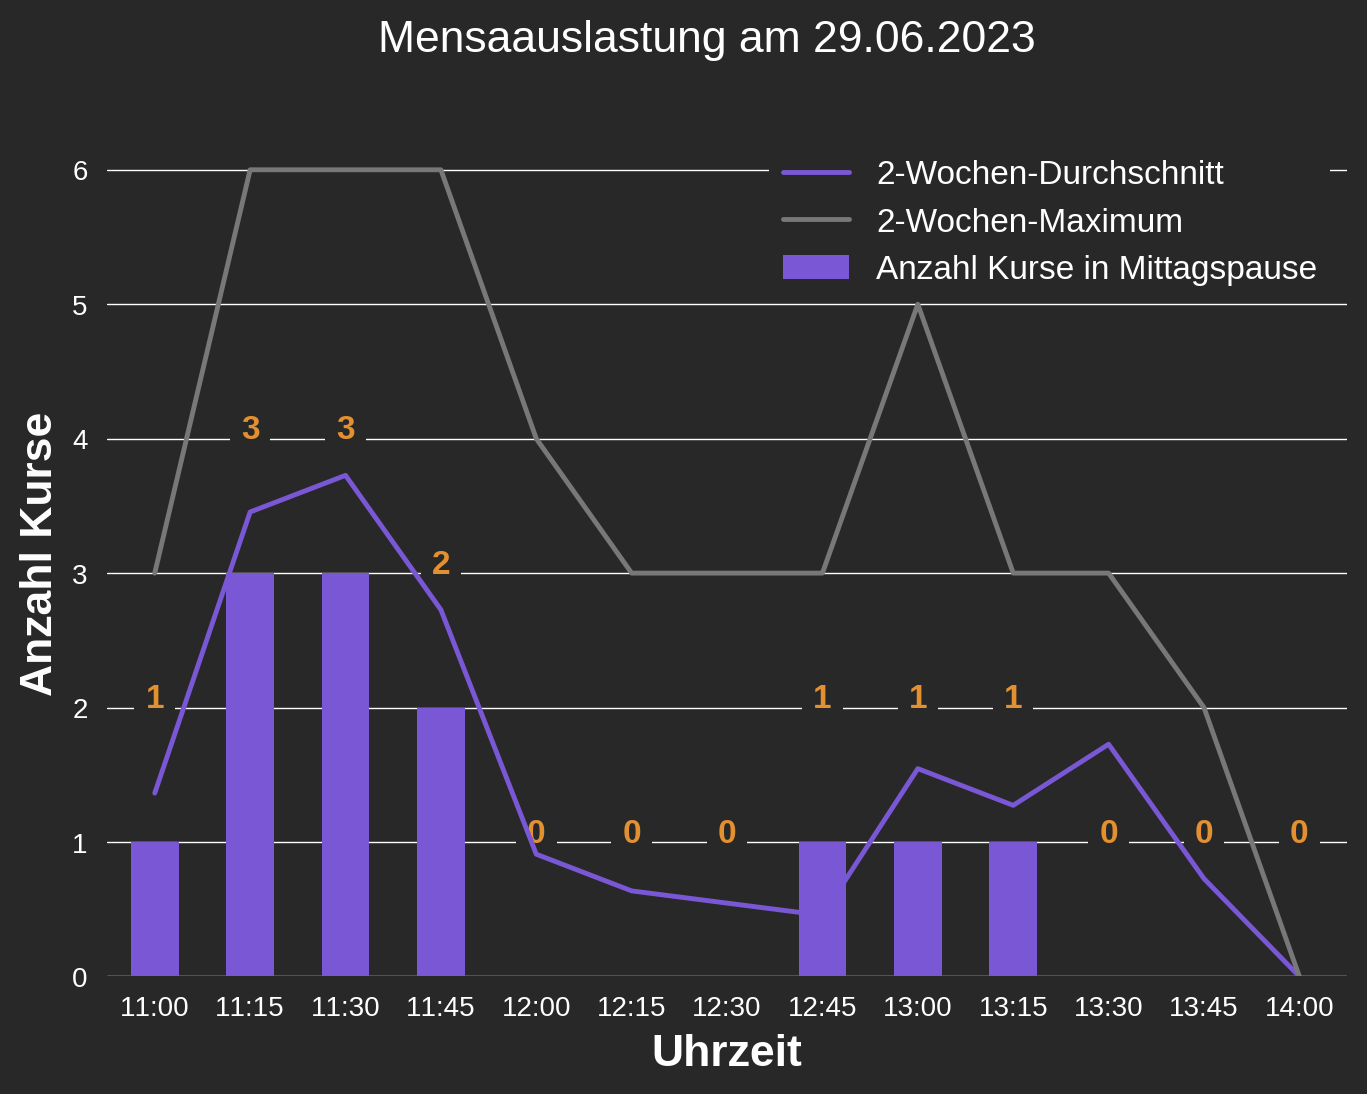 Mensaauslastung am 29.06.2023
2-Wochen-Durchschnitt
2-Wochen-Maximum
Anzahl Kurse in Mittagspause
Anzahl Kurse
6
5
4
3
2
1
0
1
3
3
2
0
0
0
1
1
1
0
0
0
11:00 11:15 11:30 11:45 12:00 12:15 12:30 12:45 13:00 13:15 13:30 13:45 14:00
Uhrzeit